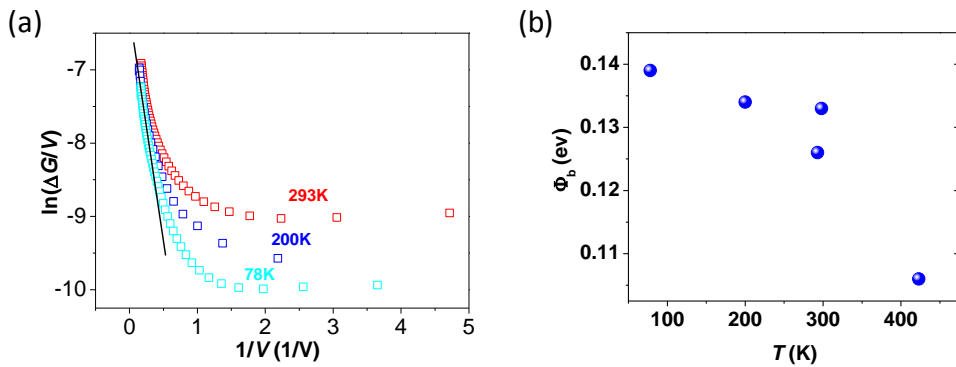 (a)
ln(ΔG/V)
-7
-8
-9
-10
293K
200K
78K
0 1 2 3 4 5
1/V (1/V)
(b)
Φb (ev)
0.14
0.13
0.12
0.11
100 200 300 400
T (K)